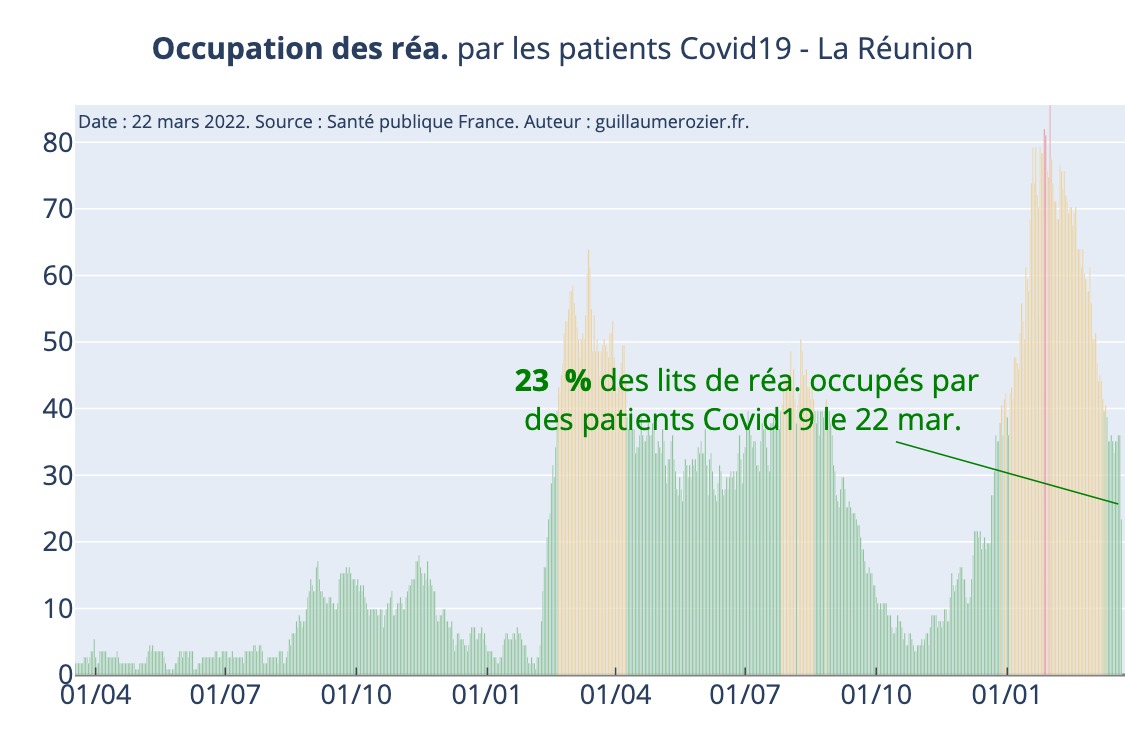 Occupation des réa. par les patients Covid19 - La Réunion
Date : 22 mars 2022. Source : Santé publique France. Auteur : guillaumerozier.fr.
80
70
60
50
23 % des lits de réa. occupés par
40
des patients Covid19 le 22 mar.
30
20
10
0
01/04 01/07 01/10 01/01 01/04 01/07 01/10 01/01